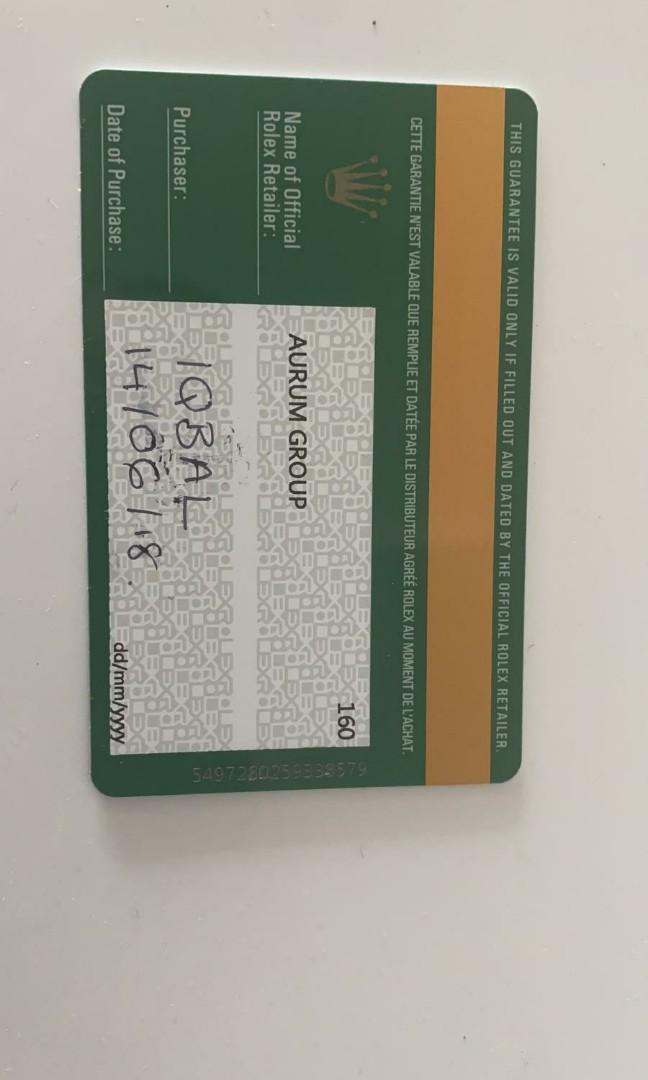 THIS GUARANTEE IS VALID ONLY IF FILLED OUT AND DATED BY THE OFFICIAL ROLEX RETAILER.
CETTE GARANTIE N'EST VALABLE QUE REMPLIE ET DATÉE PAR LE DISTRIBUTEUR AGRÉÉ ROLEX AU MOMENT DE L'ACHAT.
160
Name of Official
Rolex Retailer:
AURUM GROUP
Purchaser:
IQBAL
Date of Purchase:
14/06/18.
dd/mm/yyyy